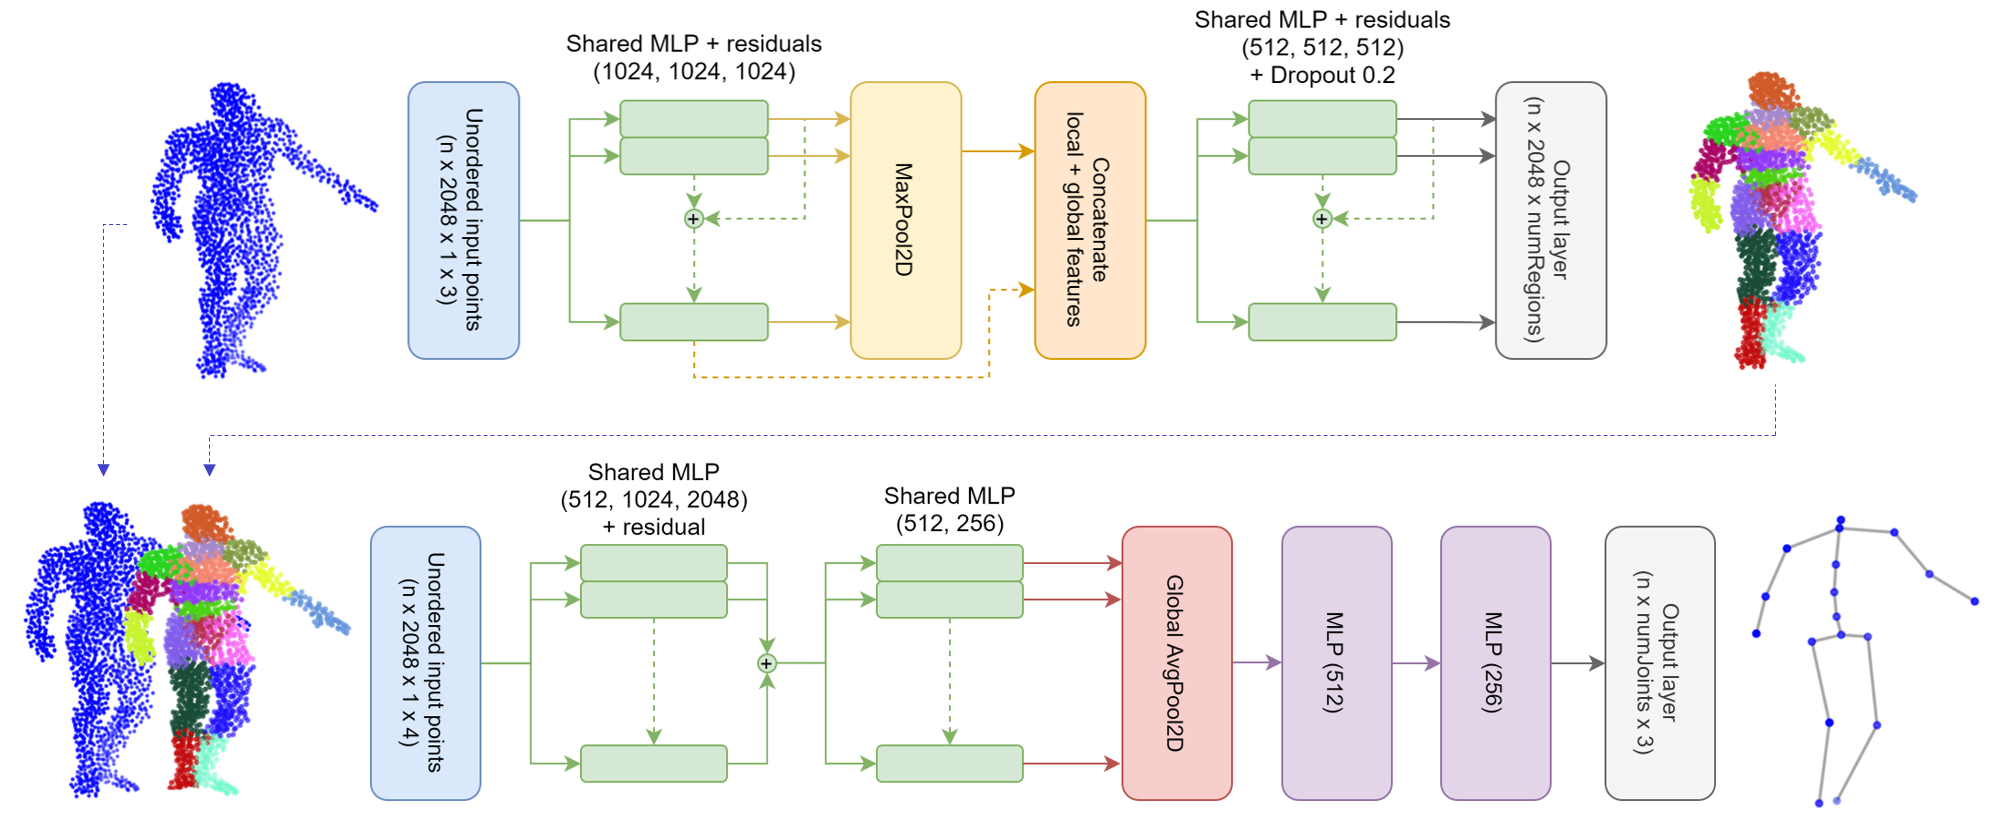 Shared MLP + residuals
(1024, 1024, 1024)
Shared MLP + residuals
(512, 512, 512)
+ Dropout 0.2
Unordered input points
(n x 2048 x 1 x 3)
+
MaxPool2D
Concatenate
local + global features
+
Output layer
(n x 2048 x numRegions)
Shared MLP
(512, 1024, 2048)
+ residual
Shared MLP
(512, 256)
Unordered input points
(n x 2048 x 1 x 4)
+
Global AvgPool2D
MLP (512)
MLP (256)
Output layer
(n x numJoints x 3)